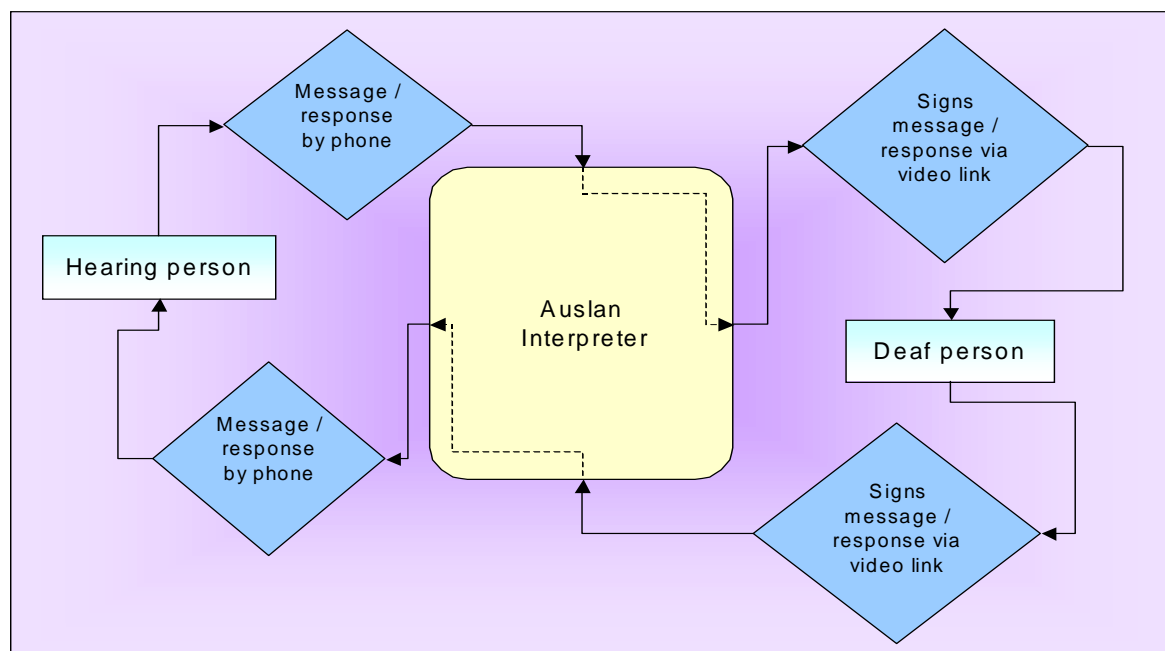 Message /
response
by phone
Signs
message /
response via
video link
Hearing person
Auslan
Interpreter
Deaf person
Message /
response
by phone
Signs
message /
response via
video link